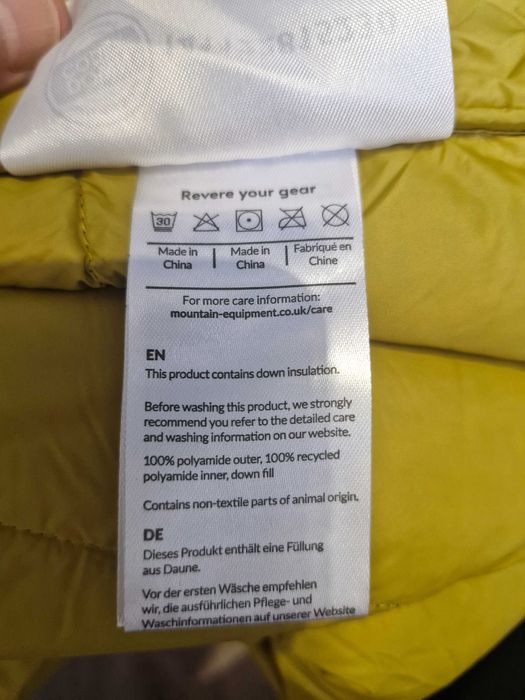 Revere your gear
30
Made in China | Made in China | Fabriqué en Chine
For more care information:
mountain-equipment.co.uk/care
EN
This product contains down insulation.
Before washing this product, we strongly
recommend you refer to the detailed care
and washing information on our website.
100% polyamide outer, 100% recycled
polyamide inner, down fill
Contains non-textile parts of animal origin.
DE
Dieses Produkt enthält eine Füllung
aus Daune.
Vor der ersten Wäsche empfehlen
wir, die ausführlichen Pflege- und
Waschinformationen auf unserer Website